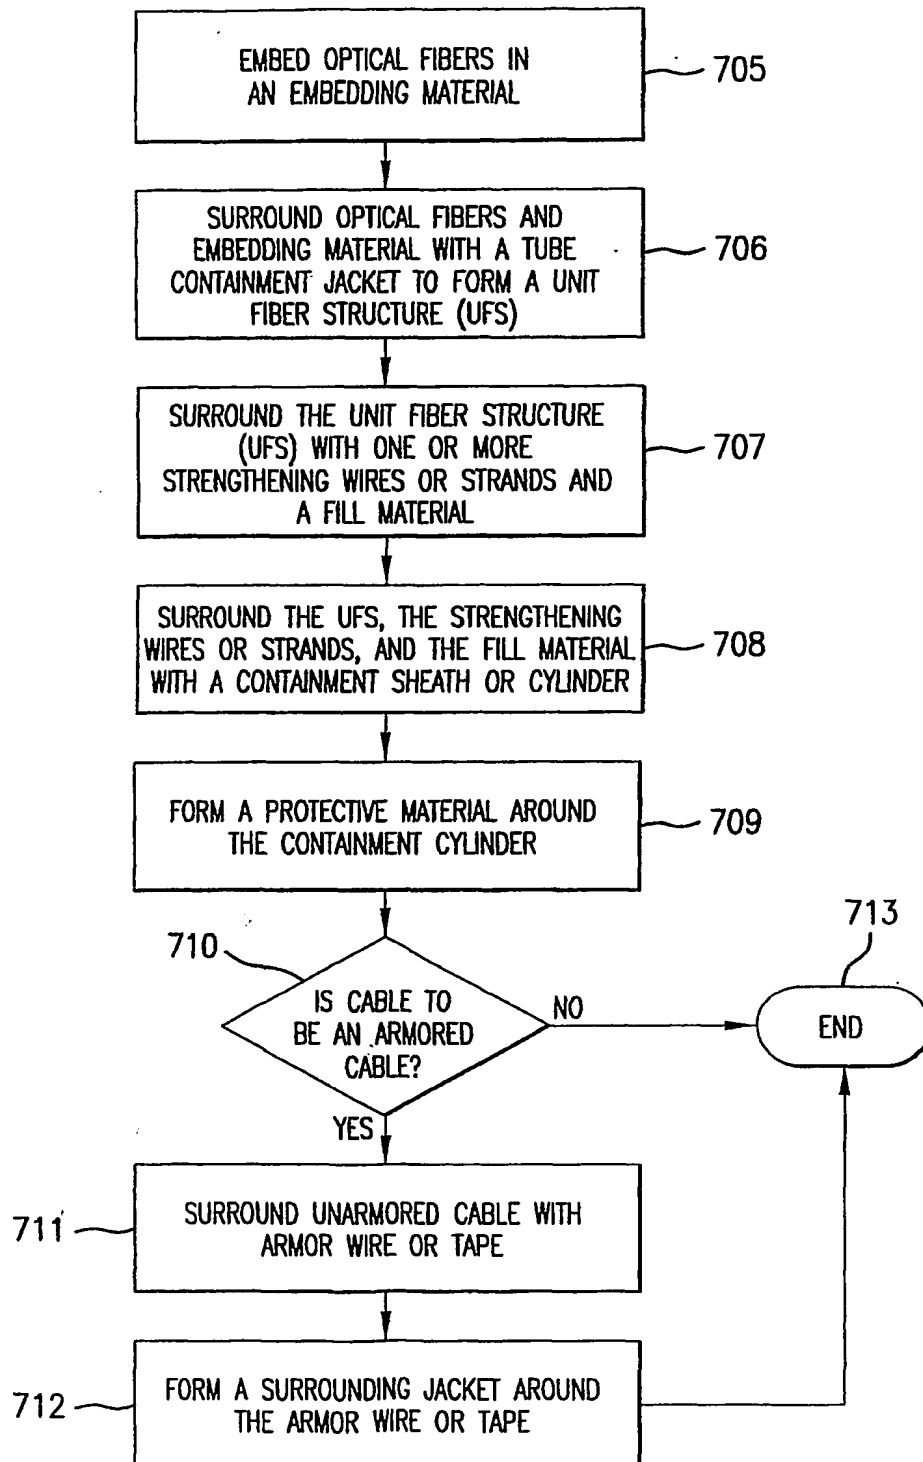 EMBED OPTICAL FIBERS IN
AN EMBEDDING MATERIAL
705
SURROUND OPTICAL FIBERS AND
EMBEDDING MATERIAL WITH A TUBE
CONTAINMENT JACKET TO FORM A UNIT
FIBER STRUCTURE (UFS)
706
SURROUND THE UNIT FIBER STRUCTURE
(UFS) WITH ONE OR MORE
STRENGTHENING WIRES OR STRANDS AND
A FILL MATERIAL
707
SURROUND THE UFS, THE STRENGTHENING
WIRES OR STRANDS, AND THE FILL MATERIAL
WITH A CONTAINMENT SHEATH OR CYLINDER
708
FORM A PROTECTIVE MATERIAL AROUND
THE CONTAINMENT CYLINDER
709
710
IS CABLE TO
BE AN ARMORED
CABLE?
NO
713
END
YES
711
SURROUND UNARMORED CABLE WITH
ARMOR WIRE OR TAPE
712
FORM A SURROUNDING JACKET AROUND
THE ARMOR WIRE OR TAPE